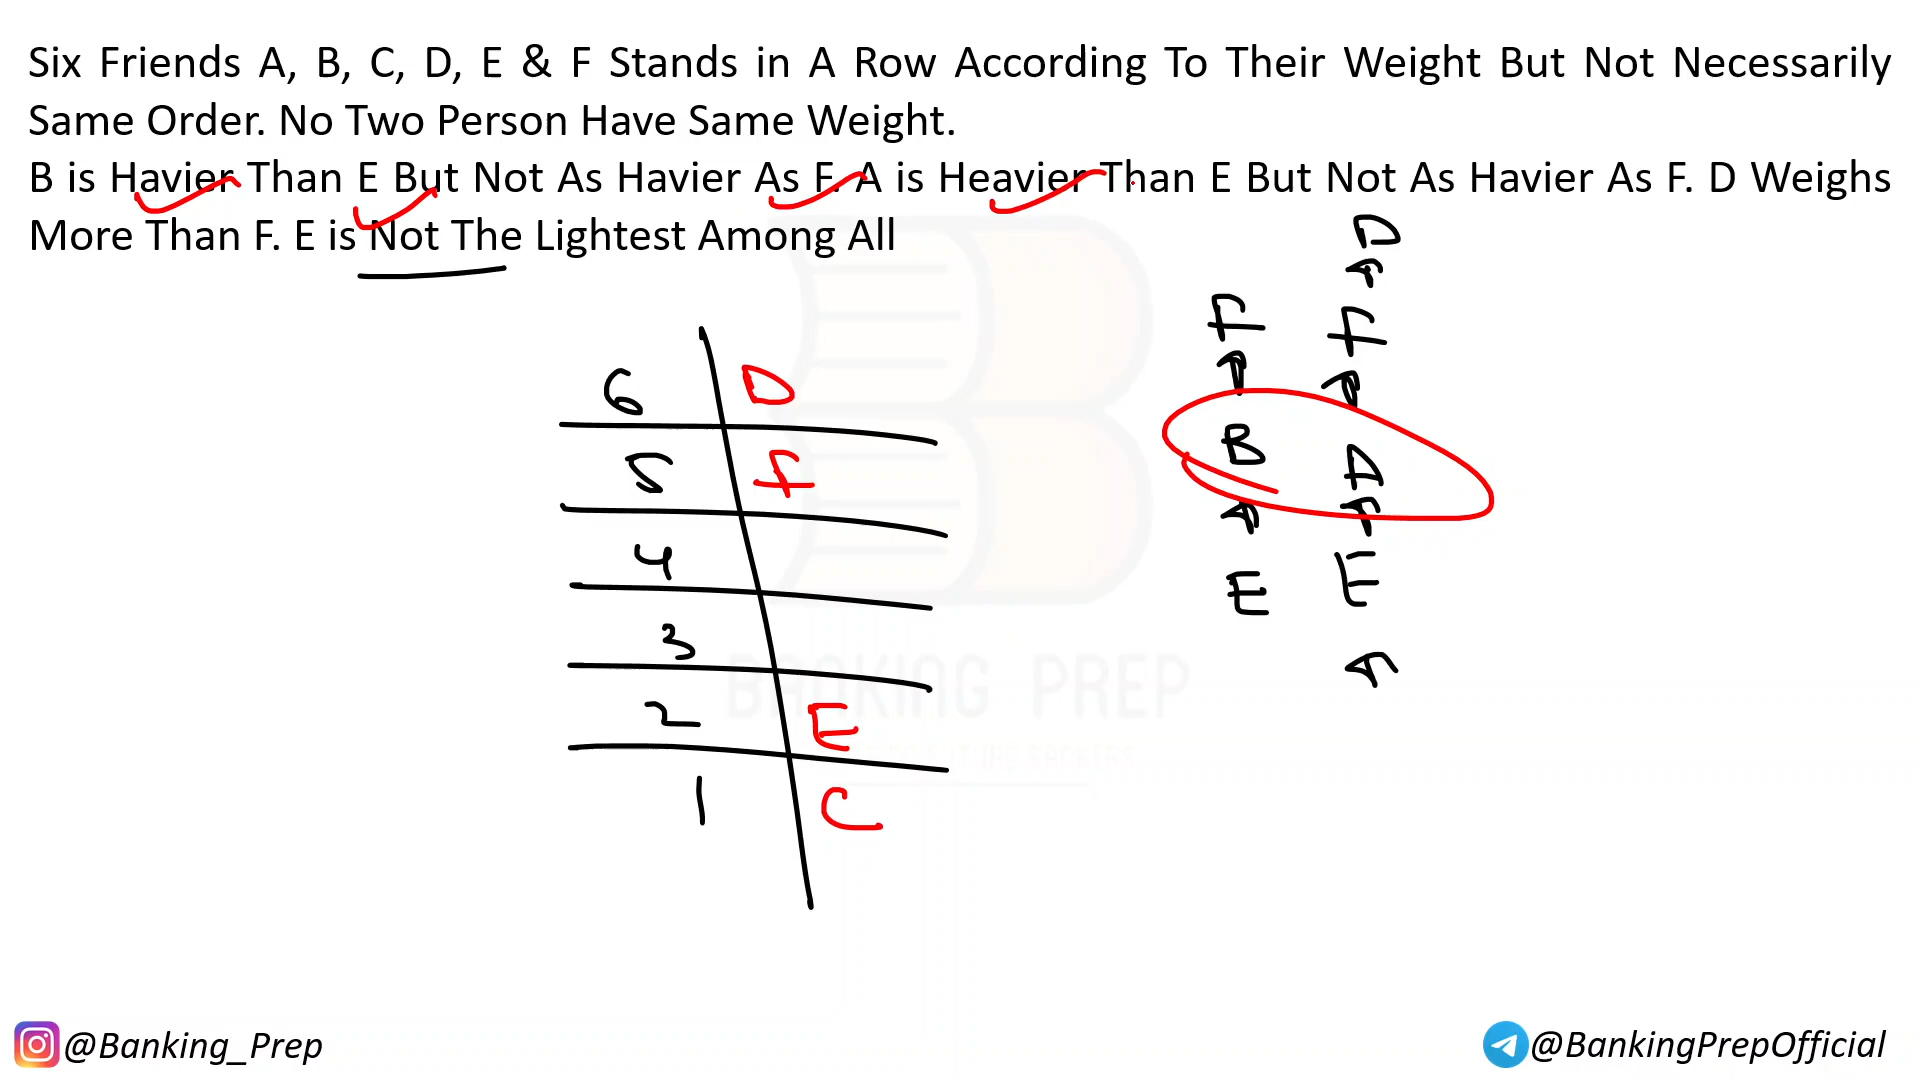 Six Friends A, B, C, D, E & F Stands in A Row According To Their Weight But Not Necessarily
Same Order. No Two Person Have Same Weight.
B is Havier Than E But Not As Havier As F. A is Heavier Than E But Not As Havier As F. D Weighs
More Than F. E is Not The Lightest Among All
6 D
5 F
4
3
2 E
1 C
F
B
E
D
F
A
E
BANKING PREP
@Banking_Prep
@BankingPrepOfficial